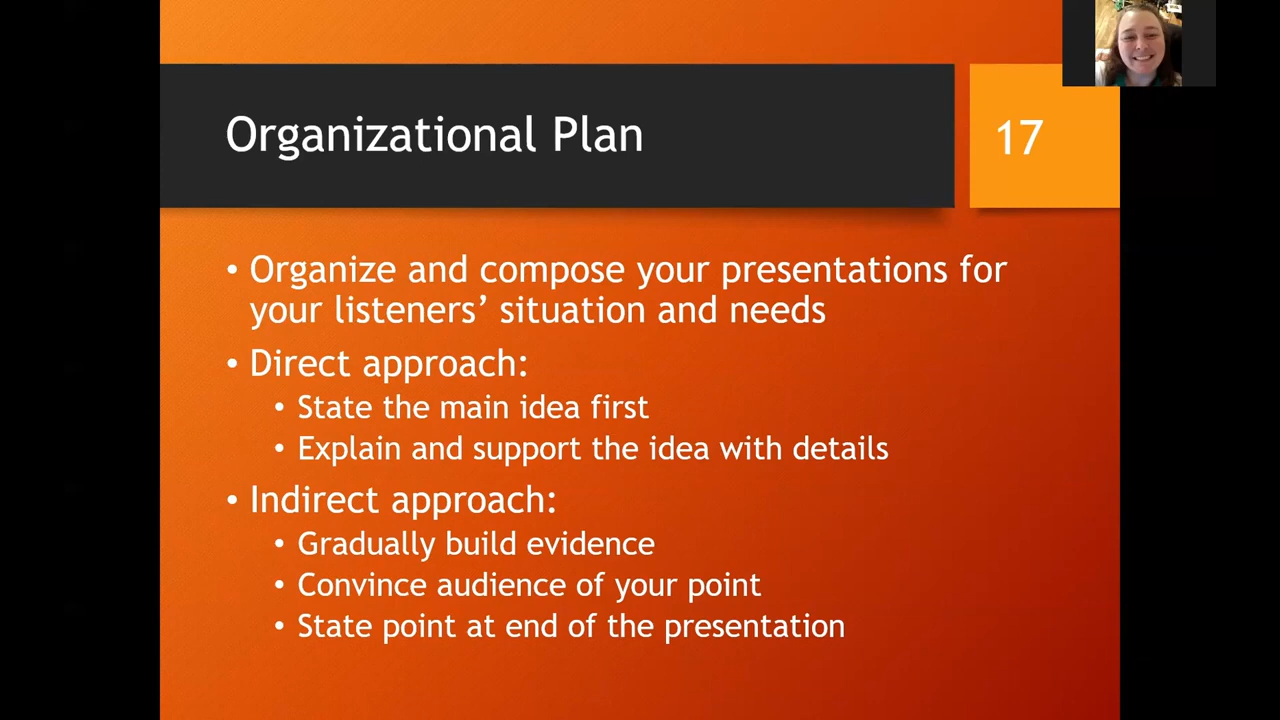 Organizational Plan
17
• Organize and compose your presentations for
your listeners’ situation and needs
• Direct approach:
• State the main idea first
• Explain and support the idea with details
• Indirect approach:
• Gradually build evidence
• Convince audience of your point
• State point at end of the presentation